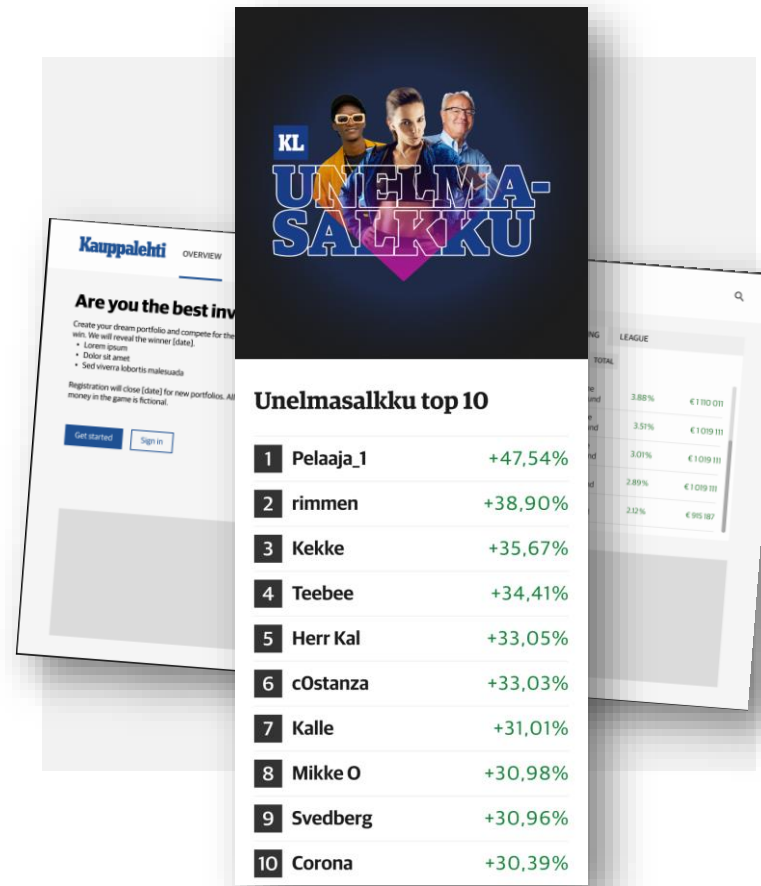 KL
UNELMA-
SALKKU
Kauppalehti OVERVIEW
Are you the best
Create your dream portfolio and compete for the
win. We will reveal the winner [date].
• Lorem ipsum
• Dolor sit amet
• Sed viverra lobortis malesuada
Registration will close [date] for new portfolios. All
money in the game is fictional.
Get started Sign in
Unelmasalkku top 10
1 Pelaaja_1 +47,54%
2 rimmen +38,90%
3 Kekke +35,67%
4 Teebee +34,41%
5 Herr Kal +33,05%
6 cOstanza +33,03%
7 Kalle +31,01%
8 Mikke O +30,98%
9 Svedberg +30,96%
10 Corona +30,39%
LEAGUE
TOTAL
3.88% € 1 110 011
3.51% € 1 019 111
3.01% € 1 019 111
2.89% € 1 019 111
2.12% € 915 187